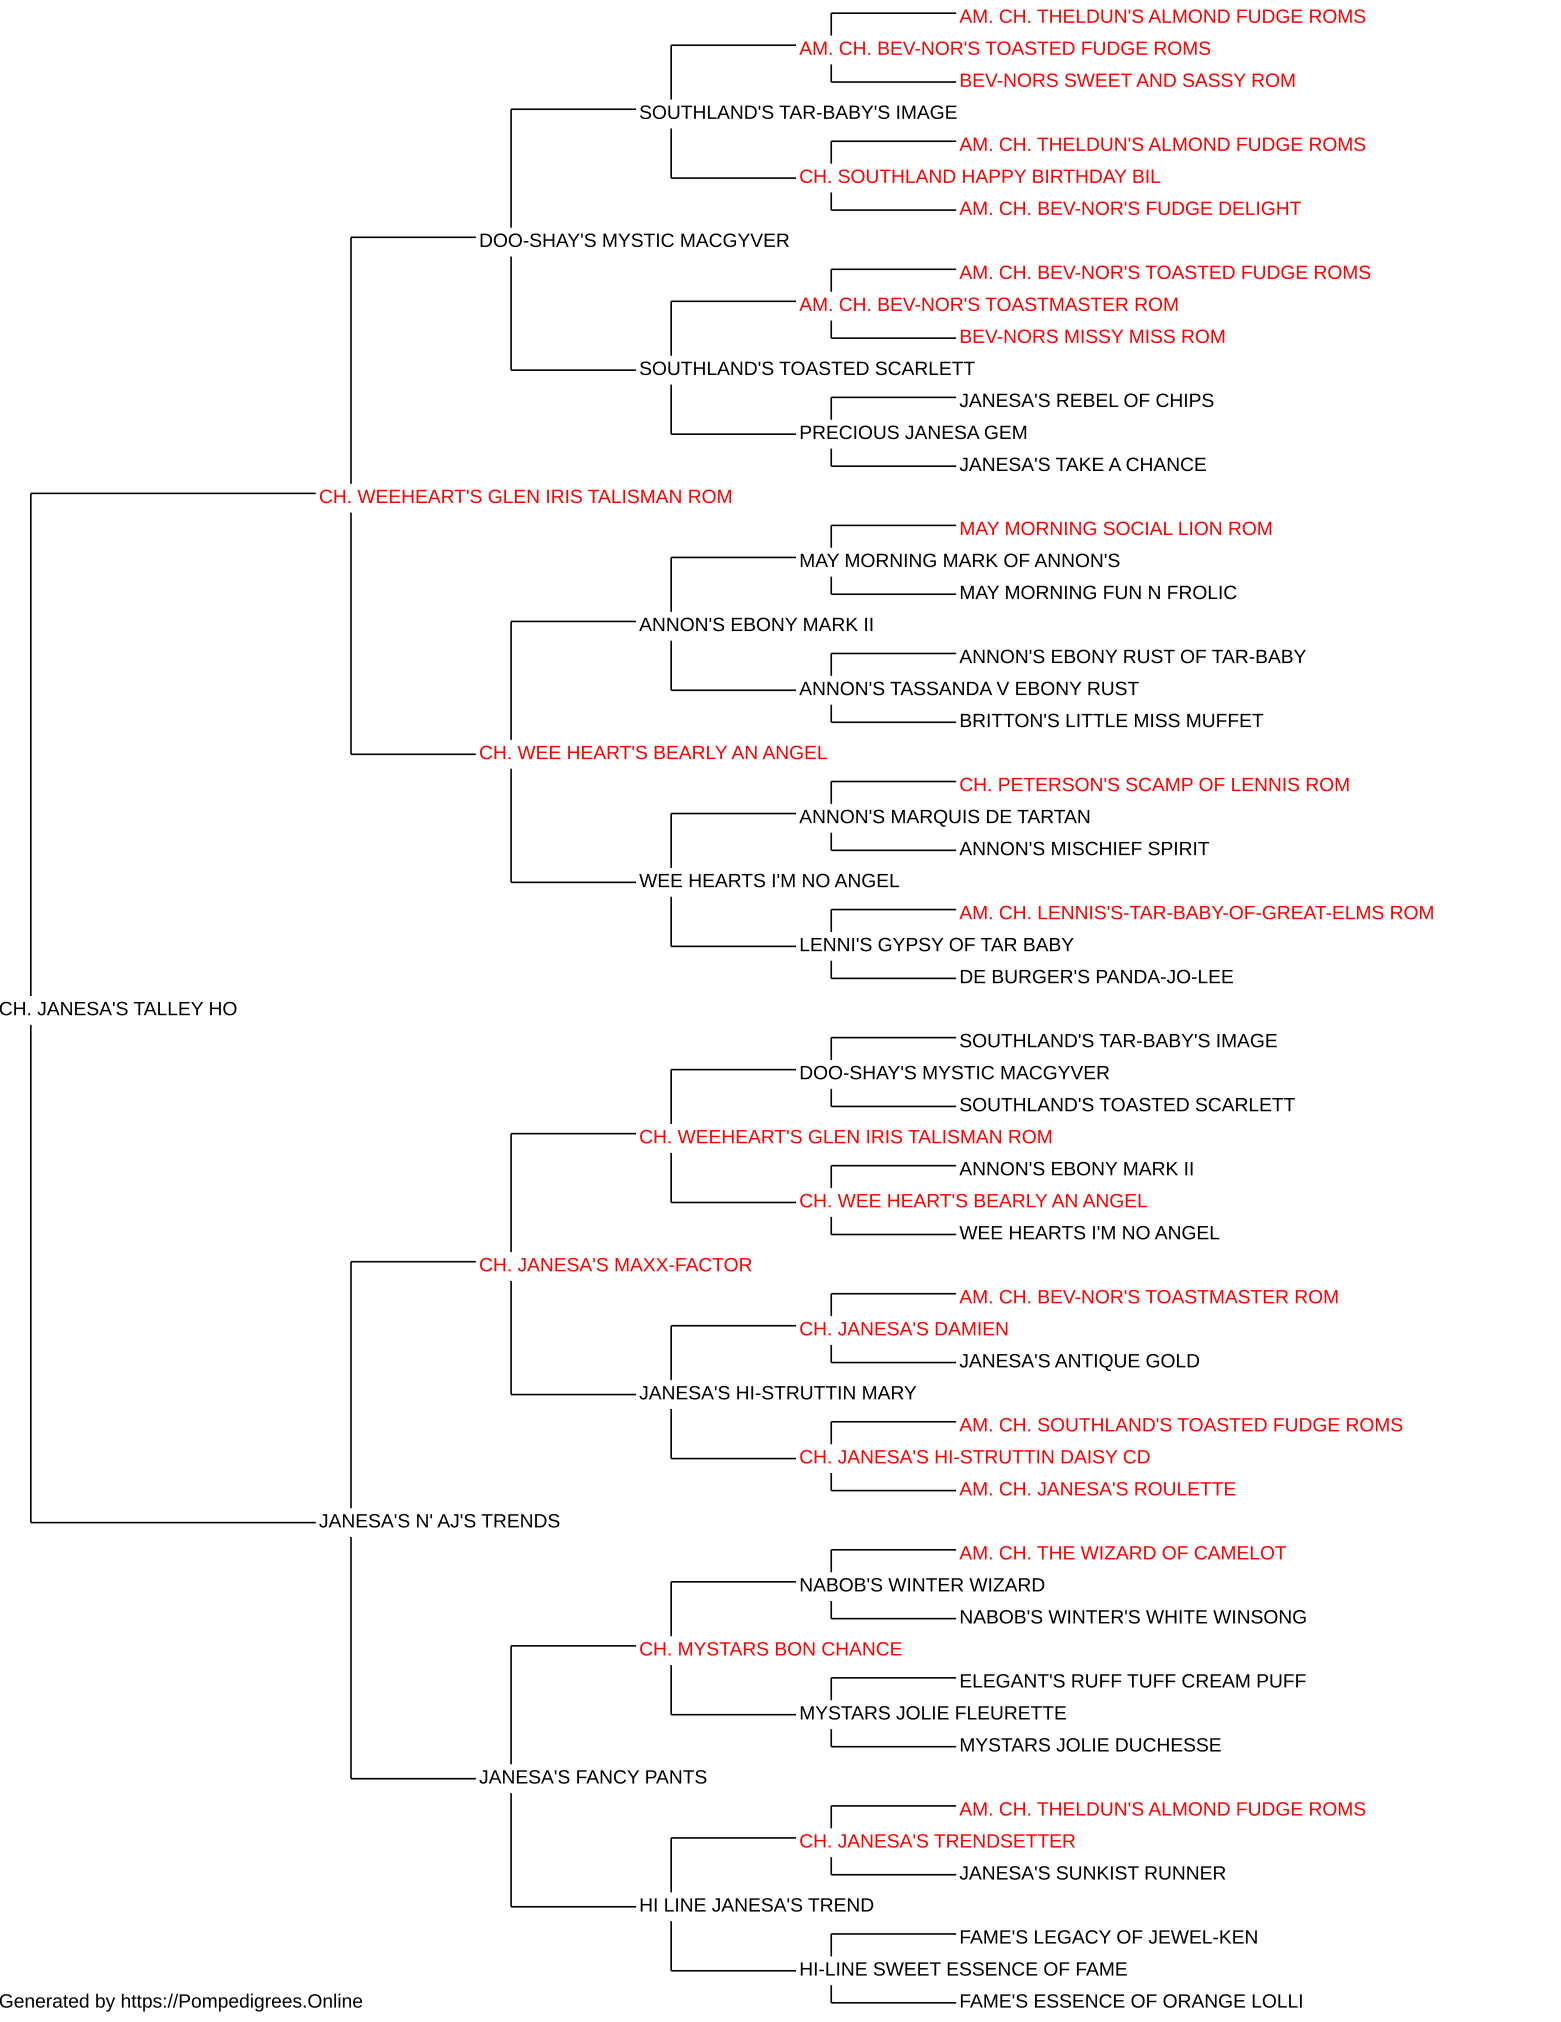 AM. CH. THELDUN'S ALMOND FUDGE ROMS
AM. CH. BEV-NOR'S TOASTED FUDGE ROMS
BEV-NORS SWEET AND SASSY ROM
SOUTHLAND'S TAR-BABY'S IMAGE
AM. CH. THELDUN'S ALMOND FUDGE ROMS
CH. SOUTHLAND HAPPY BIRTHDAY BIL
AM. CH. BEV-NOR'S FUDGE DELIGHT
DOO-SHAY'S MYSTIC MACGYVER
AM. CH. BEV-NOR'S TOASTED FUDGE ROMS
AM. CH. BEV-NOR'S TOASTMASTER ROM
BEV-NORS MISSY MISS ROM
SOUTHLAND'S TOASTED SCARLETT
JANESA'S REBEL OF CHIPS
PRECIOUS JANESA GEM
JANESA'S TAKE A CHANCE
CH. WEEHEART'S GLEN IRIS TALISMAN ROM
MAY MORNING SOCIAL LION ROM
MAY MORNING MARK OF ANNON'S
MAY MORNING FUN N FROLIC
ANNON'S EBONY MARK II
ANNON'S EBONY RUST OF TAR-BABY
ANNON'S TASSANDA V EBONY RUST
BRITTON'S LITTLE MISS MUFFET
CH. WEE HEART'S BEARLY AN ANGEL
CH. PETERSON'S SCAMP OF LENNIS ROM
ANNON'S MARQUIS DE TARTAN
ANNON'S MISCHIEF SPIRIT
WEE HEARTS I'M NO ANGEL
AM. CH. LENNIS'S-TAR-BABY-OF-GREAT-ELMS ROM
LENNI'S GYPSY OF TAR BABY
DE BURGER'S PANDA-JO-LEE
CH. JANESA'S TALLEY HO
SOUTHLAND'S TAR-BABY'S IMAGE
DOO-SHAY'S MYSTIC MACGYVER
SOUTHLAND'S TOASTED SCARLETT
CH. WEEHEART'S GLEN IRIS TALISMAN ROM
ANNON'S EBONY MARK II
CH. WEE HEART'S BEARLY AN ANGEL
WEE HEARTS I'M NO ANGEL
CH. JANESA'S MAXX-FACTOR
AM. CH. BEV-NOR'S TOASTMASTER ROM
CH. JANESA'S DAMIEN
JANESA'S ANTIQUE GOLD
JANESA'S HI-STRUTTIN MARY
AM. CH. SOUTHLAND'S TOASTED FUDGE ROMS
CH. JANESA'S HI-STRUTTIN DAISY CD
AM. CH. JANESA'S ROULETTE
JANESA'S N' AJ'S TRENDS
AM. CH. THE WIZARD OF CAMELOT
NABOB'S WINTER WIZARD
NABOB'S WINTER'S WHITE WINSONG
CH. MYSTARS BON CHANCE
ELEGANT'S RUFF TUFF CREAM PUFF
MYSTARS JOLIE FLEURETTE
MYSTARS JOLIE DUCHESSE
JANESA'S FANCY PANTS
AM. CH. THELDUN'S ALMOND FUDGE ROMS
CH. JANESA'S TRENDSETTER
JANESA'S SUNKIST RUNNER
HI LINE JANESA'S TREND
FAME'S LEGACY OF JEWEL-KEN
HI-LINE SWEET ESSENCE OF FAME
FAME'S ESSENCE OF ORANGE LOLLI
Generated by https://Pompedigrees.Online